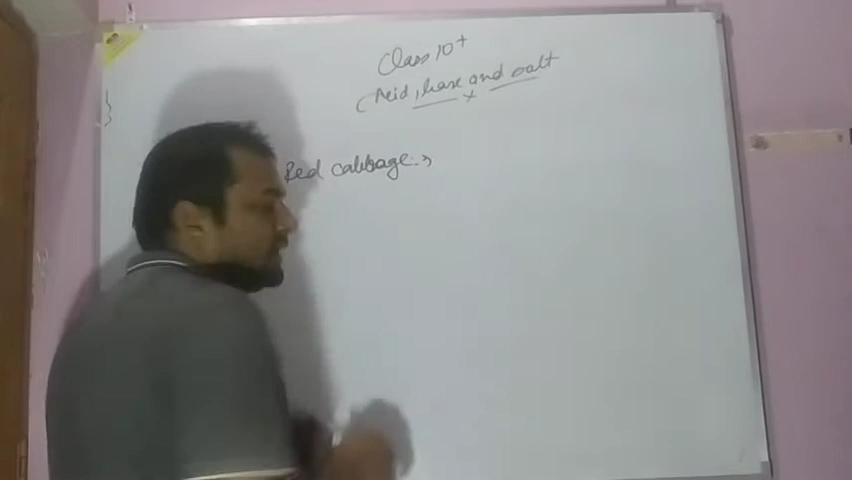 Class 10+
Acid, base and salt
Red cabbage :→